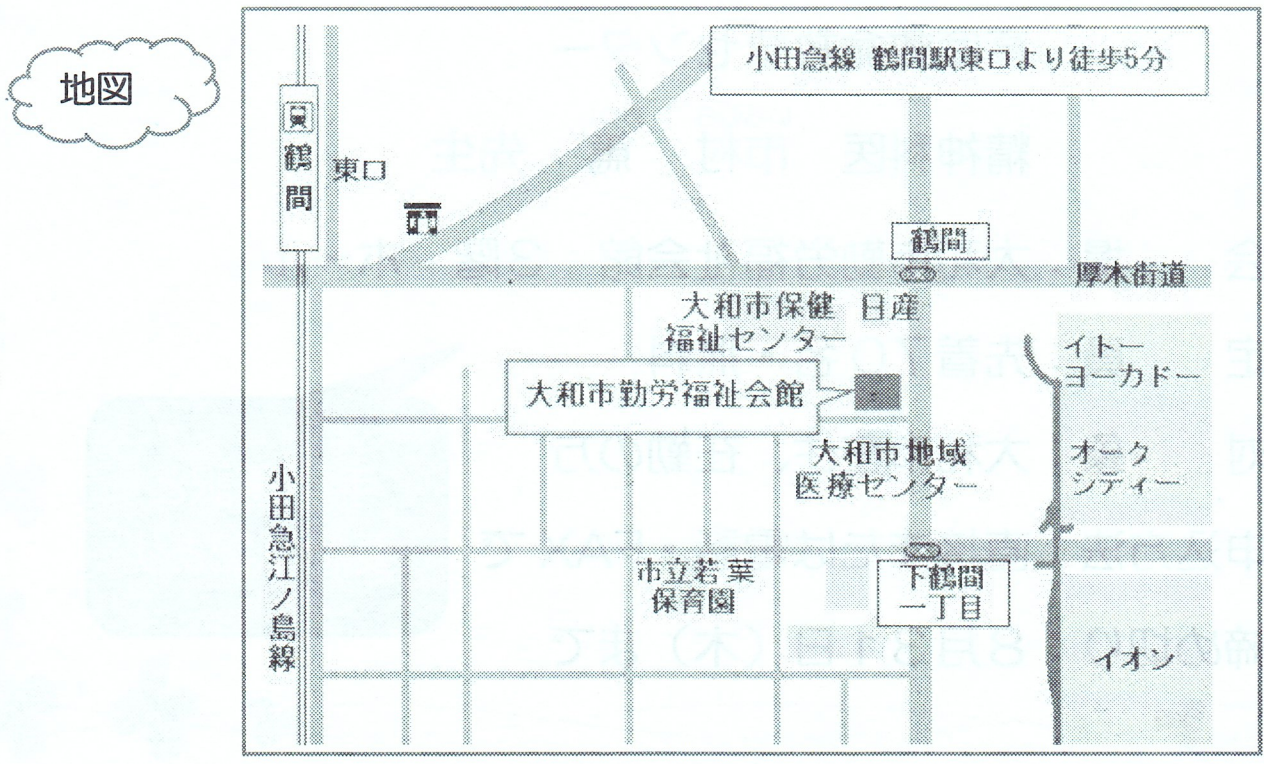 地図
小田急線 鶴間駅東口より徒歩5分
鶴間
東口
鶴間
厚木街道
大和市保健
福祉センター
日産
イトー
ヨーカドー
大和市勤労福祉会館
大和市地域
医療センター
オーク
シティー
小田急江ノ島線
市立若葉
保育園
下鶴間
一丁目
イオン